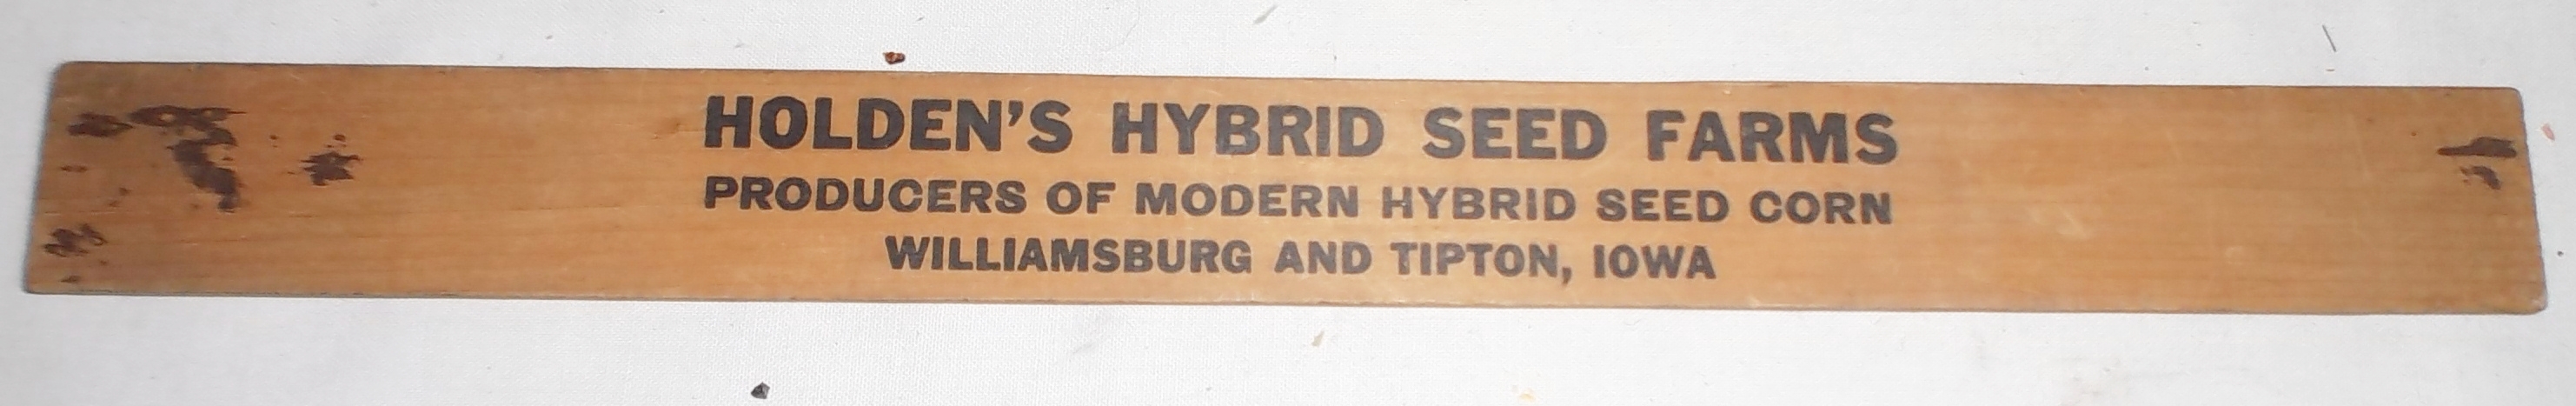 HOLDEN'S HYBRID SEED FARMS
PRODUCERS OF MODERN HYBRID SEED CORN
WILLIAMSBURG AND TIPTON, IOWA